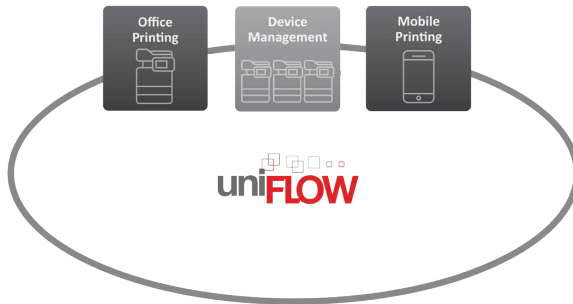 Office
Printing
Device
Management
Mobile
Printing
uniFLOW